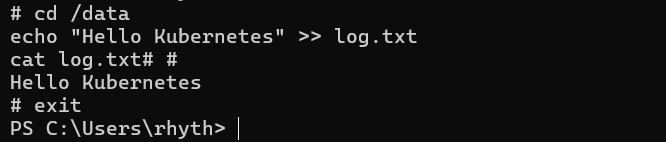 # cd /data
echo "Hello Kubernetes" >> log.txt
cat log.txt# #
Hello Kubernetes
# exit
PS C:\Users\rhyth>